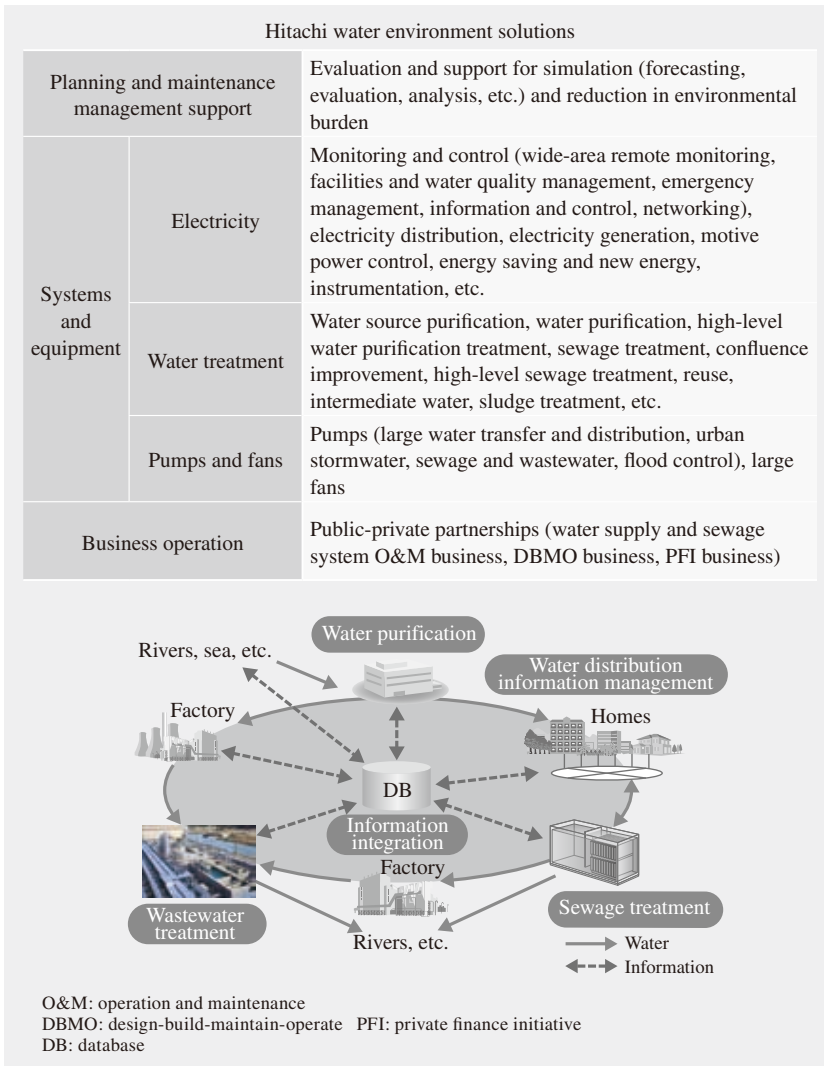 Hitachi water environment solutions
Planning and maintenance
management support
Evaluation and support for simulation (forecasting,
evaluation, analysis, etc.) and reduction in environmental
burden
Systems
and
equipment
Electricity
Monitoring and control (wide-area remote monitoring,
facilities and water quality management, emergency
management, information and control, networking),
electricity distribution, electricity generation, motive
power control, energy saving and new energy,
instrumentation, etc.
Water treatment
Water source purification, water purification, high-level
water purification treatment, sewage treatment, confluence
improvement, high-level sewage treatment, reuse,
intermediate water, sludge treatment, etc.
Pumps and fans
Pumps (large water transfer and distribution, urban
stormwater, sewage and wastewater, flood control), large
fans
Business operation
Public-private partnerships (water supply and sewage
system O&M business, DBMO business, PFI business)
Water purification
Rivers, sea, etc.
Water distribution
information management
Factory
Homes
DB
Information
integration
Factory
Wastewater
treatment
Sewage treatment
Rivers, etc.
Water
Information
O&M: operation and maintenance
DBMO: design-build-maintain-operate PFI: private finance initiative
DB: database